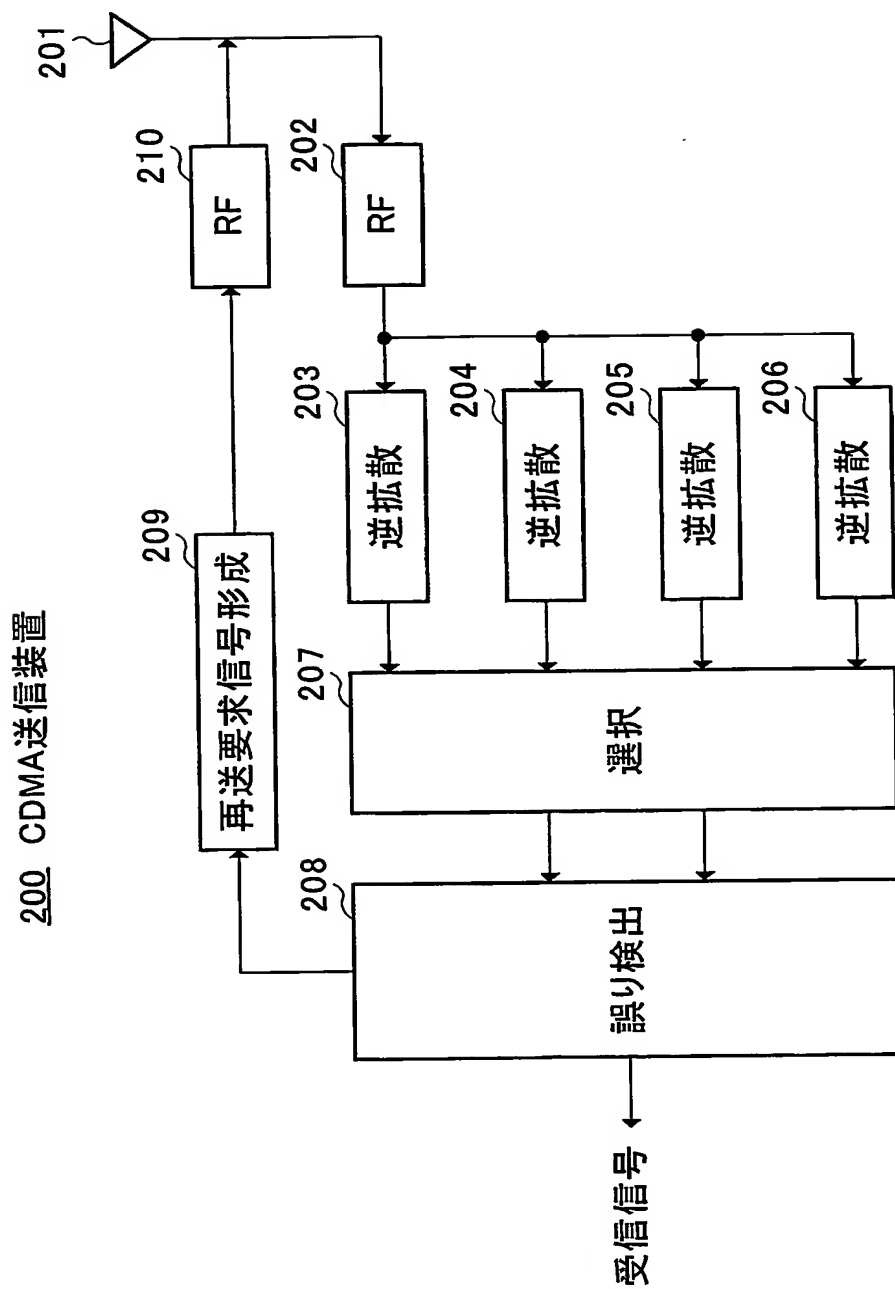 200 CDMA送信装置
201
210
RF
202
RF
209
再送要求信号形成
203
逆拡散
204
逆拡散
205
逆拡散
206
逆拡散
207
選択
208
誤り検出
受信信号